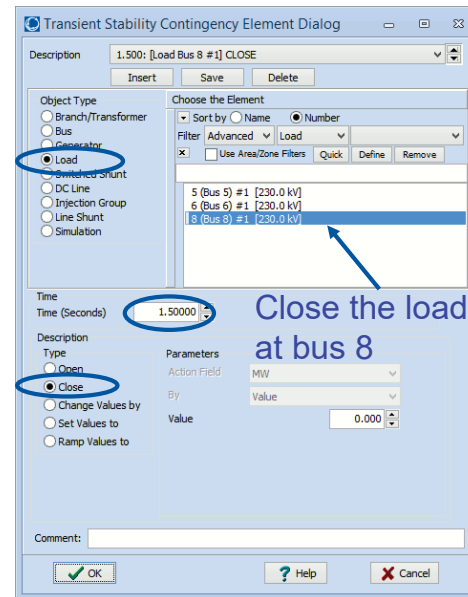 Transient Stability Contingency Element Dialog
Description 1.500: [Load Bus 8 #1] CLOSE
Insert Save Delete
Object Type
Branch/Transformer
Bus
Generator
Load
Switched Shunt
DC Line
Injection Group
Line Shunt
Simulation
Choose the Element
Sort by Name Number
Filter Advanced Load
Use Area/Zone Filters Quick Define Remove
5 (Bus 5) #1 [230.0 kV]
6 (Bus 6) #1 [230.0 kV]
8 (Bus 8) #1 [230.0 kV]
Time
Time (Seconds) 1.50000
Close the load
at bus 8
Description
Type
Open
Close
Change Values by
Set Values to
Ramp Values to
Parameters
Action Field MW
By Value
Value 0.000
Comment:
OK ? Help Cancel